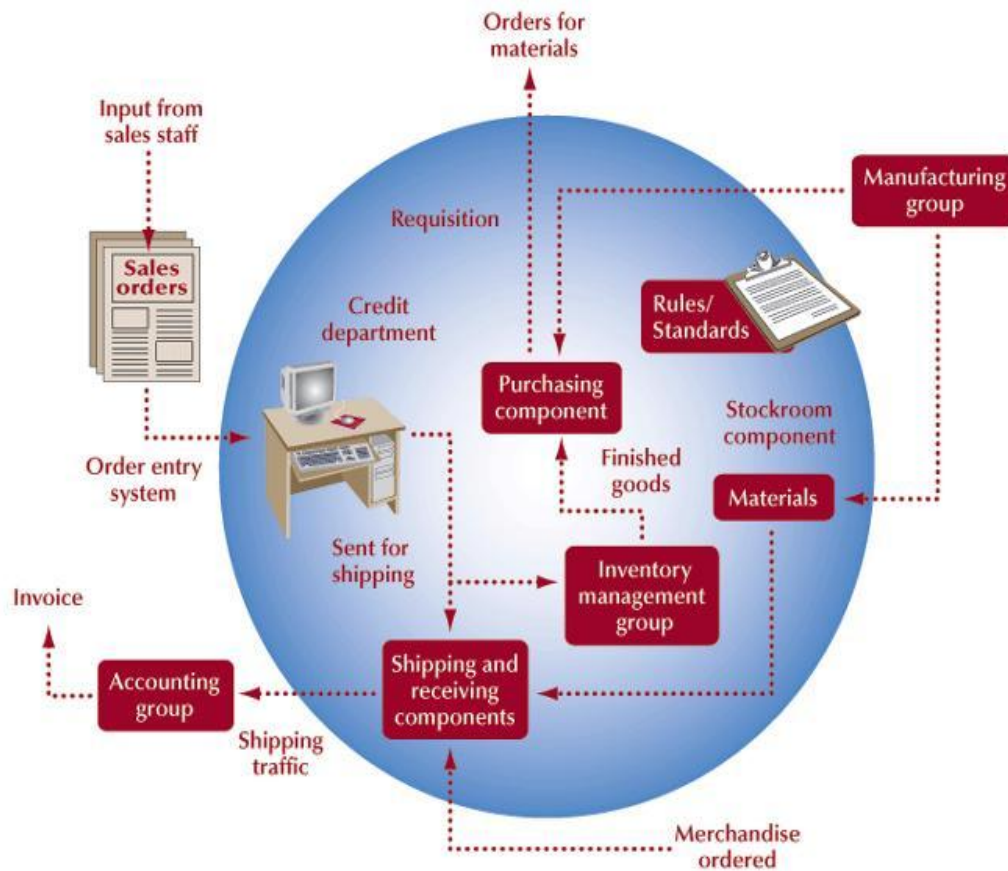 Orders for
materials
Input from
sales staff
Manufacturing
group
Requisition
Sales
orders
Rules/
Standards
Credit
department
Purchasing
component
Stockroom
component
Order entry
system
Finished
goods
Materials
Sent for
shipping
Inventory
management
group
Invoice
Accounting
group
Shipping and
receiving
components
Shipping
traffic
Merchandise
ordered